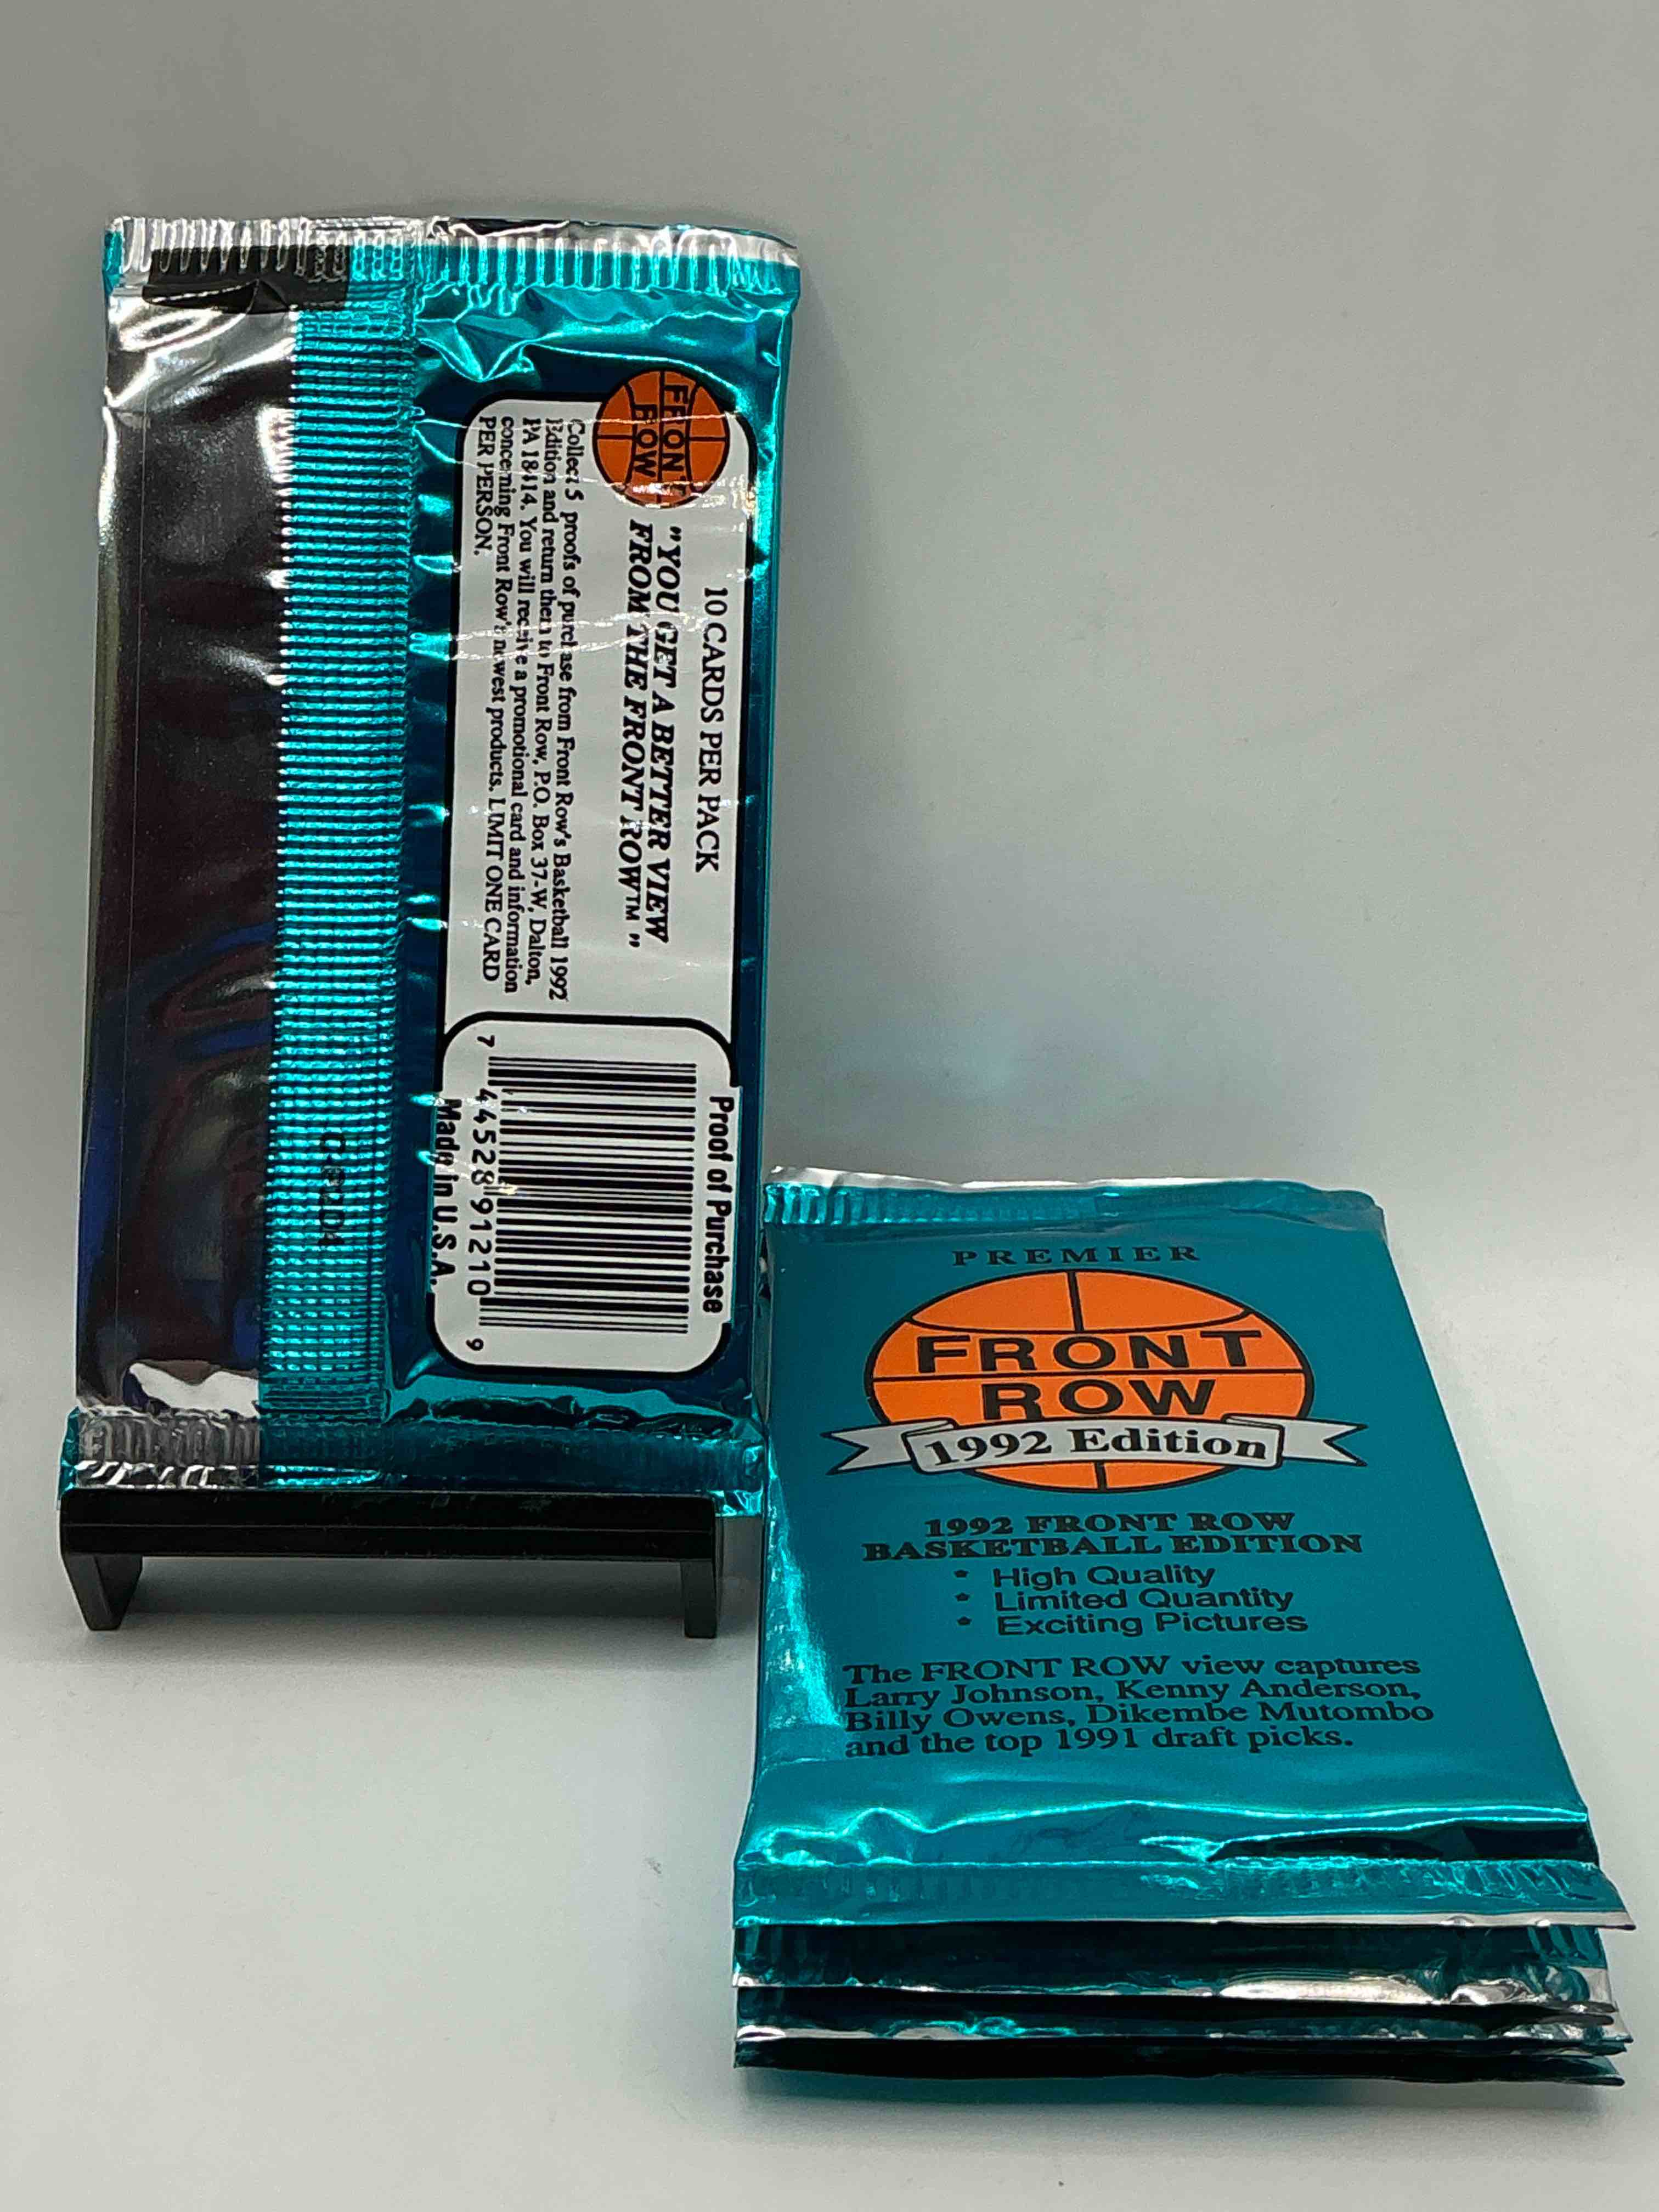 10 CARDS PER PACK
FRONT
ROW
"YOU GET A BETTER VIEW
FROM THE FRONT ROW™"
Collect 5 proofs of purchase from Front Row's Basketball 1992
Edition and return them to Front Row, P.O. Box 37-W, Dalton,
PA 18414. You will receive a promotional card and information
concerning Front Row's newest products. LIMIT ONE CARD
PER PERSON.
Proof of Purchase
7 44528 91210 9
Made in U.S.A.
PREMIER
FRONT
ROW
1992 Edition
1992 FRONT ROW
BASKETBALL EDITION
* High Quality
* Limited Quantity
* Exciting Pictures
The FRONT ROW view captures
Larry Johnson, Kenny Anderson,
Billy Owens, Dikembe Mutombo
and the top 1991 draft picks.